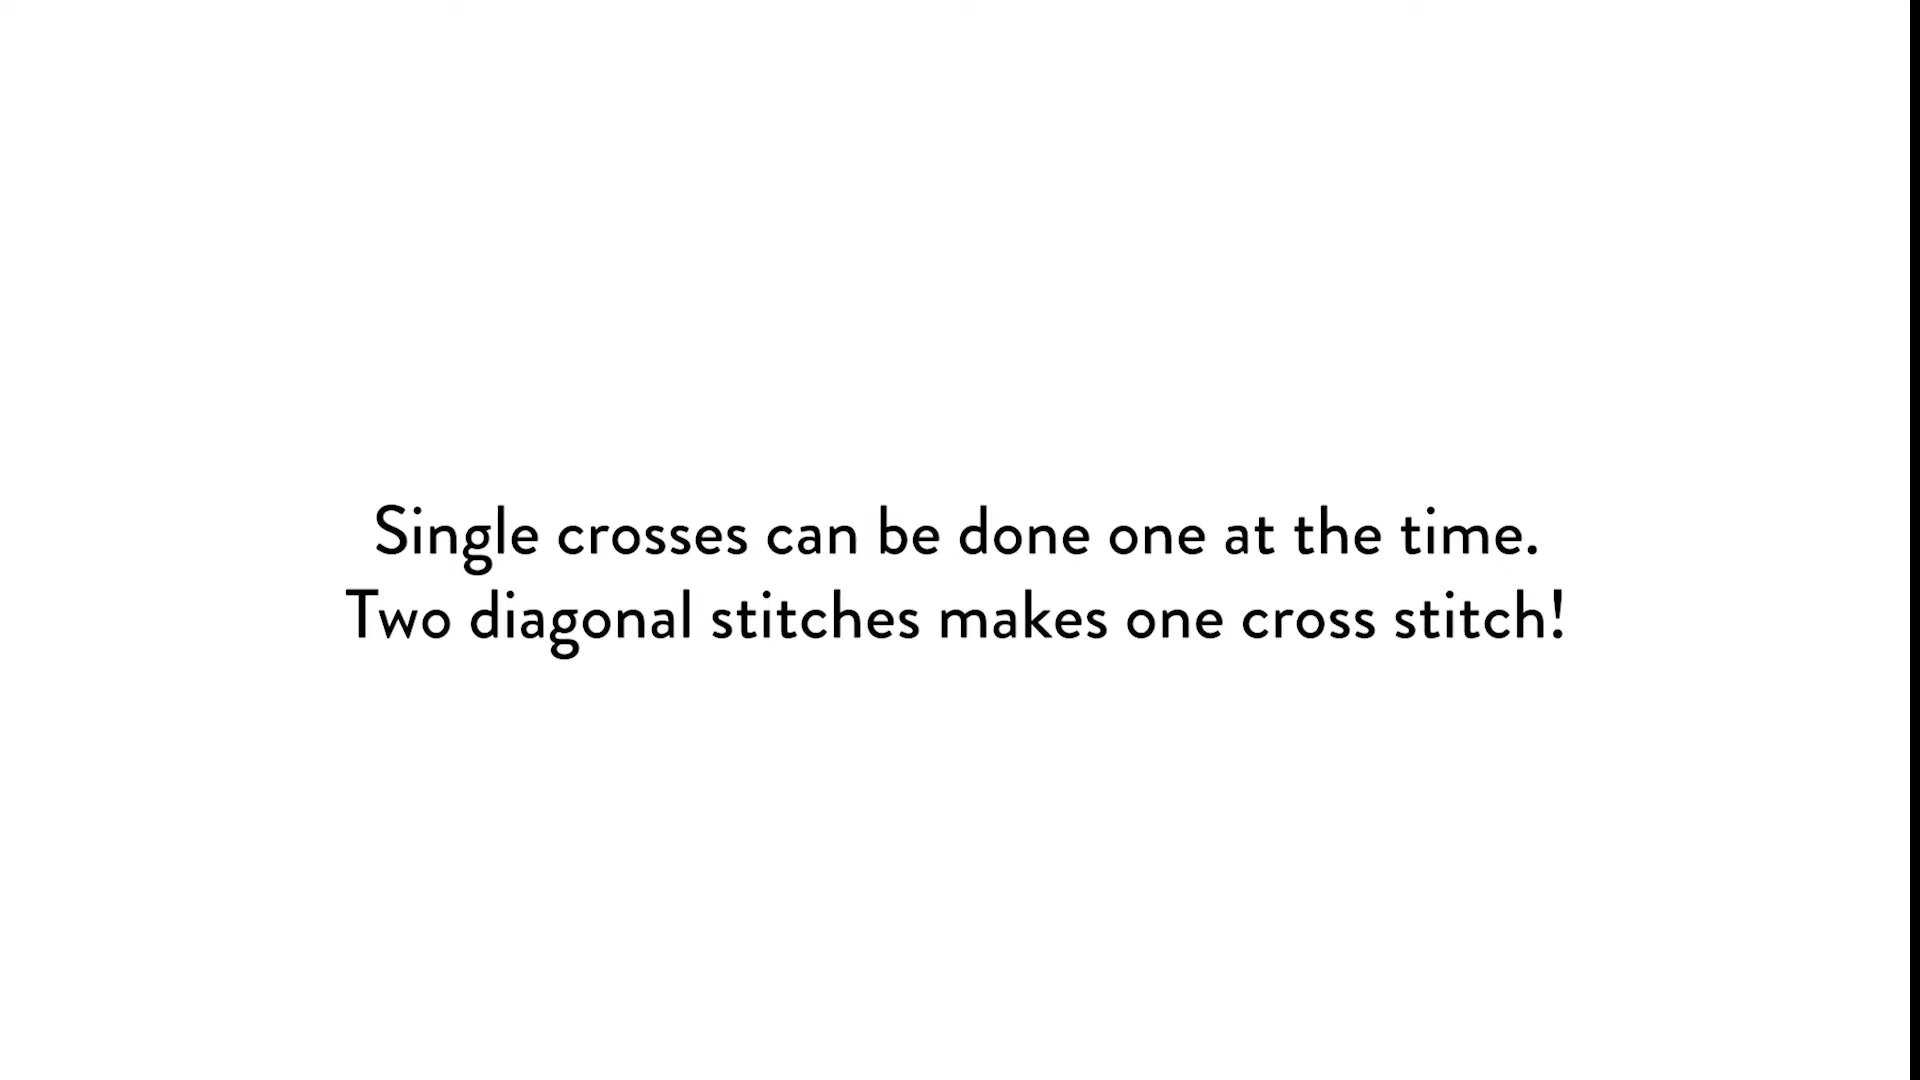 Single crosses can be done one at the time.
Two diagonal stitches makes one cross stitch!